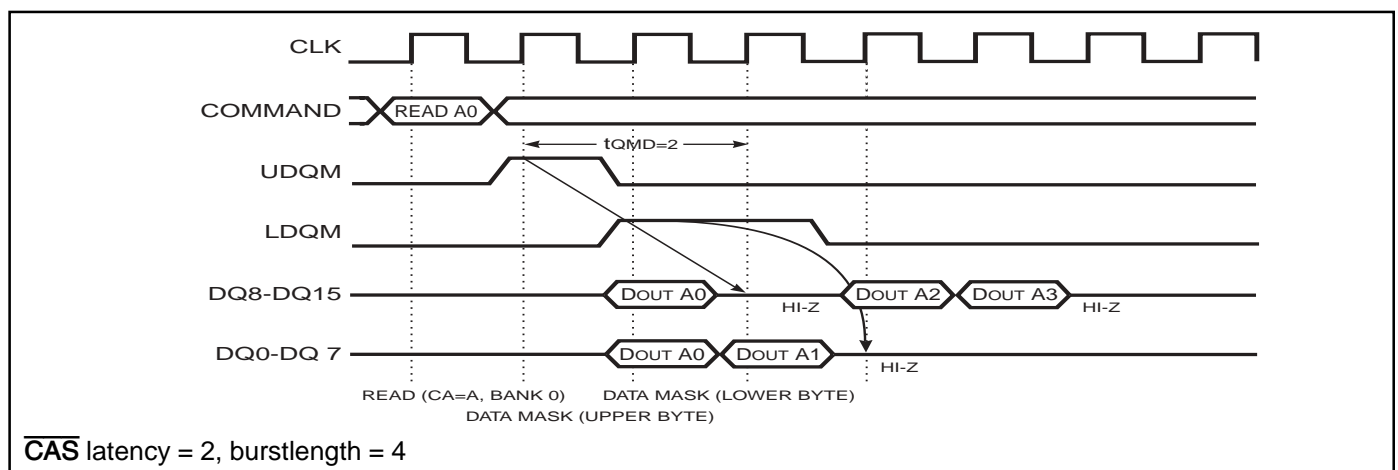 CLK
COMMAND READ A0
tQMD=2
UDQM
LDQM
DQ8-DQ15 DOUT A0 HI-Z DOUT A2 DOUT A3 HI-Z
DQ0-DQ 7 DOUT A0 DOUT A1 HI-Z
READ (CA=A, BANK 0) DATA MASK (LOWER BYTE)
DATA MASK (UPPER BYTE)
CAS latency = 2, burstlength = 4